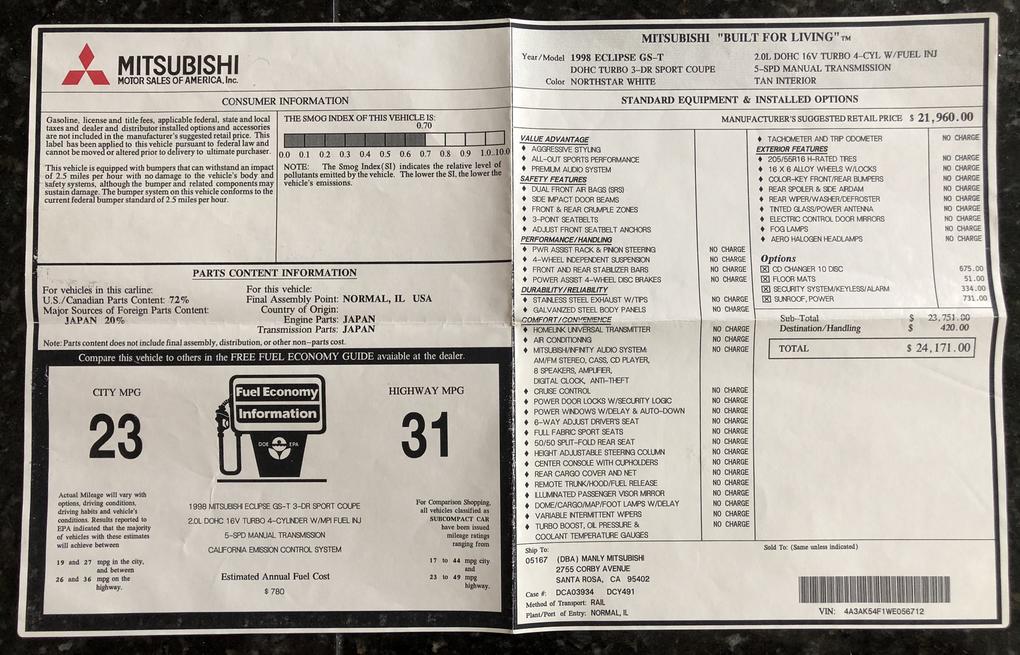 MITSUBISHI
MOTOR SALES OF AMERICA, Inc.
CONSUMER INFORMATION
Gasoline, license and title fees, applicable federal, state and local
taxes and dealer and distributor installed options and accessories
are not included in the manufacturer's suggested retail price. This
label has been applied to this vehicle pursuant to federal law and
cannot be moved or altered prior to delivery to ultimate purchaser.
This vehicle is equipped with bumpers that can withstand an impact
of 2.5 miles per hour with no damage to the vehicle's body and
safety systems, although the bumper and related components may
sustain damage. The bumper system on this vehicle conforms to the
current federal bumper standard of 2.5 miles per hour.
THE SMOG INDEX OF THIS VEHICLE IS:
0.70
0.0 0.1 0.2 0.3 0.4 0.5 0.6 0.7 0.8 0.9 1.0..10.0
NOTE: The Smog Index(SI) indicates the relative level of
pollutants emitted by the vehicle. The lower the SI, the lower the
vehicle's emissions.
PARTS CONTENT INFORMATION
For vehicles in this carline:
U.S./Canadian Parts Content: 72%
Major Sources of Foreign Parts Content:
JAPAN 20%
For this vehicle:
Final Assembly Point: NORMAL, IL USA
Country of Origin:
Engine Parts: JAPAN
Transmission Parts: JAPAN
Note: Parts content does not include final assembly, distribution, or other non-parts cost.
Compare this vehicle to others in the FREE FUEL ECONOMY GUIDE avaiable at the dealer.
CITY MPG
23
Fuel Economy
Information
DOE EPA
HIGHWAY MPG
31
Actual Mileage will vary with
options, driving conditions,
driving habits and vehicle's
conditions. Results reported to
EPA indicated that the majority
of vehicles with these estimates
will achieve between
19 and 27 mpg in the city,
and between
26 and 36 mpg on the
highway.
1998 MITSUBISHI ECLIPSE GS-T 3-DR SPORT COUPE
2.0L DOHC 16V TURBO 4-CYLINDER W/MPI FUEL INJ
5-SPD MANUAL TRANSMISSION
CALIFORNIA EMISSION CONTROL SYSTEM
Estimated Annual Fuel Cost
$ 780
For Comparison Shopping,
all vehicles classified as
SUBCOMPACT CAR
have been issued
mileage ratings
ranging from
17 to 44 mpg city
and
23 to 49 mpg
highway.
MITSUBISHI "BUILT FOR LIVING"™
Year/Model 1998 ECLIPSE GS-T
DOHC TURBO 3-DR SPORT COUPE
Color NORTHSTAR WHITE
2.0L DOHC 16V TURBO 4-CYL W/FUEL INJ
5-SPD MANUAL TRANSMISSION
TAN INTERIOR
STANDARD EQUIPMENT & INSTALLED OPTIONS
MANUFACTURER'S SUGGESTED RETAIL PRICE $ 21,960.00
VALUE ADVANTAGE
♦ AGGRESSIVE STYLING
♦ ALL-OUT SPORTS PERFORMANCE
♦ PREMIUM AUDIO SYSTEM
SAFETY FEATURES
♦ DUAL FRONT AIR BAGS (SRS)
♦ SIDE IMPACT DOOR BEAMS
♦ FRONT & REAR CRUMPLE ZONES
♦ 3-POINT SEATBELTS
♦ ADJUST FRONT SEATBELT ANCHORS
PERFORMANCE/HANDLING
♦ PWR ASSIST RACK & PINION STEERING NO CHARGE
♦ 4-WHEEL INDEPENDENT SUSPENSION NO CHARGE
♦ FRONT AND REAR STABILIZER BARS NO CHARGE
♦ POWER ASSIST 4-WHEEL DISC BRAKES NO CHARGE
DURABILITY/RELIABILITY
♦ STAINLESS STEEL EXHAUST W/TIPS NO CHARGE
♦ GALVANIZED STEEL BODY PANELS NO CHARGE
COMFORT/CONVENIENCE
♦ HOMELINK UNIVERSAL TRANSMITTER NO CHARGE
♦ AIR CONDITIONING NO CHARGE
♦ MITSUBISHI/INFINITY AUDIO SYSTEM: NO CHARGE
AM/FM STEREO, CASS, CD PLAYER,
8 SPEAKERS, AMPLIFIER,
DIGITAL CLOCK, ANTI-THEFT
♦ CRUISE CONTROL NO CHARGE
♦ POWER DOOR LOCKS W/SECURITY LOGIC NO CHARGE
♦ POWER WINDOWS W/DELAY & AUTO-DOWN NO CHARGE
♦ 6-WAY ADJUST DRIVER'S SEAT NO CHARGE
♦ FULL FABRIC SPORT SEATS NO CHARGE
♦ 50/50 SPLIT-FOLD REAR SEAT NO CHARGE
♦ HEIGHT ADJUSTABLE STEERING COLUMN NO CHARGE
♦ CENTER CONSOLE WITH CUPHOLDERS NO CHARGE
♦ REAR CARGO COVER AND NET NO CHARGE
♦ REMOTE TRUNK/HOOD/FUEL RELEASE NO CHARGE
♦ ILLUMINATED PASSENGER VISOR MIRROR NO CHARGE
♦ DOME/CARGO/MAP/FOOT LAMPS W/DELAY NO CHARGE
♦ VARIABLE INTERMITTENT WIPERS NO CHARGE
♦ TURBO BOOST, OIL PRESSURE & NO CHARGE
COOLANT TEMPERATURE GAUGES
♦ TACHOMETER AND TRIP ODOMETER NO CHARGE
EXTERIOR FEATURES
♦ 205/55R16 H-RATED TIRES NO CHARGE
♦ 16 X 6 ALLOY WHEELS W/LOCKS NO CHARGE
♦ COLOR-KEY FRONT/REAR BUMPERS NO CHARGE
♦ REAR SPOILER & SIDE AIRDAM NO CHARGE
♦ REAR WIPER/WASHER/DEFROSTER NO CHARGE
♦ TINTED GLASS/POWER ANTENNA NO CHARGE
♦ ELECTRIC CONTROL DOOR MIRRORS NO CHARGE
♦ FOG LAMPS NO CHARGE
♦ AERO HALOGEN HEADLAMPS NO CHARGE
Options
☒ CD CHANGER 10 DISC 675.00
☒ FLOOR MATS 51.00
☒ SECURITY SYSTEM/KEYLESS/ALARM 334.00
☒ SUNROOF, POWER 731.00
Sub-Total $ 23,751.00
Destination/Handling $ 420.00
TOTAL $ 24,171.00
Ship To:
05167 (DBA) MANLY MITSUBISHI
2755 CORBY AVENUE
SANTA ROSA, CA 95402
Case #: DCA03934 DCY491
Method of Transport: RAIL
Plant/Port of Entry: NORMAL, IL
Sold To: (Same unless indicated)
VIN: 4A3AK54F1WE056712